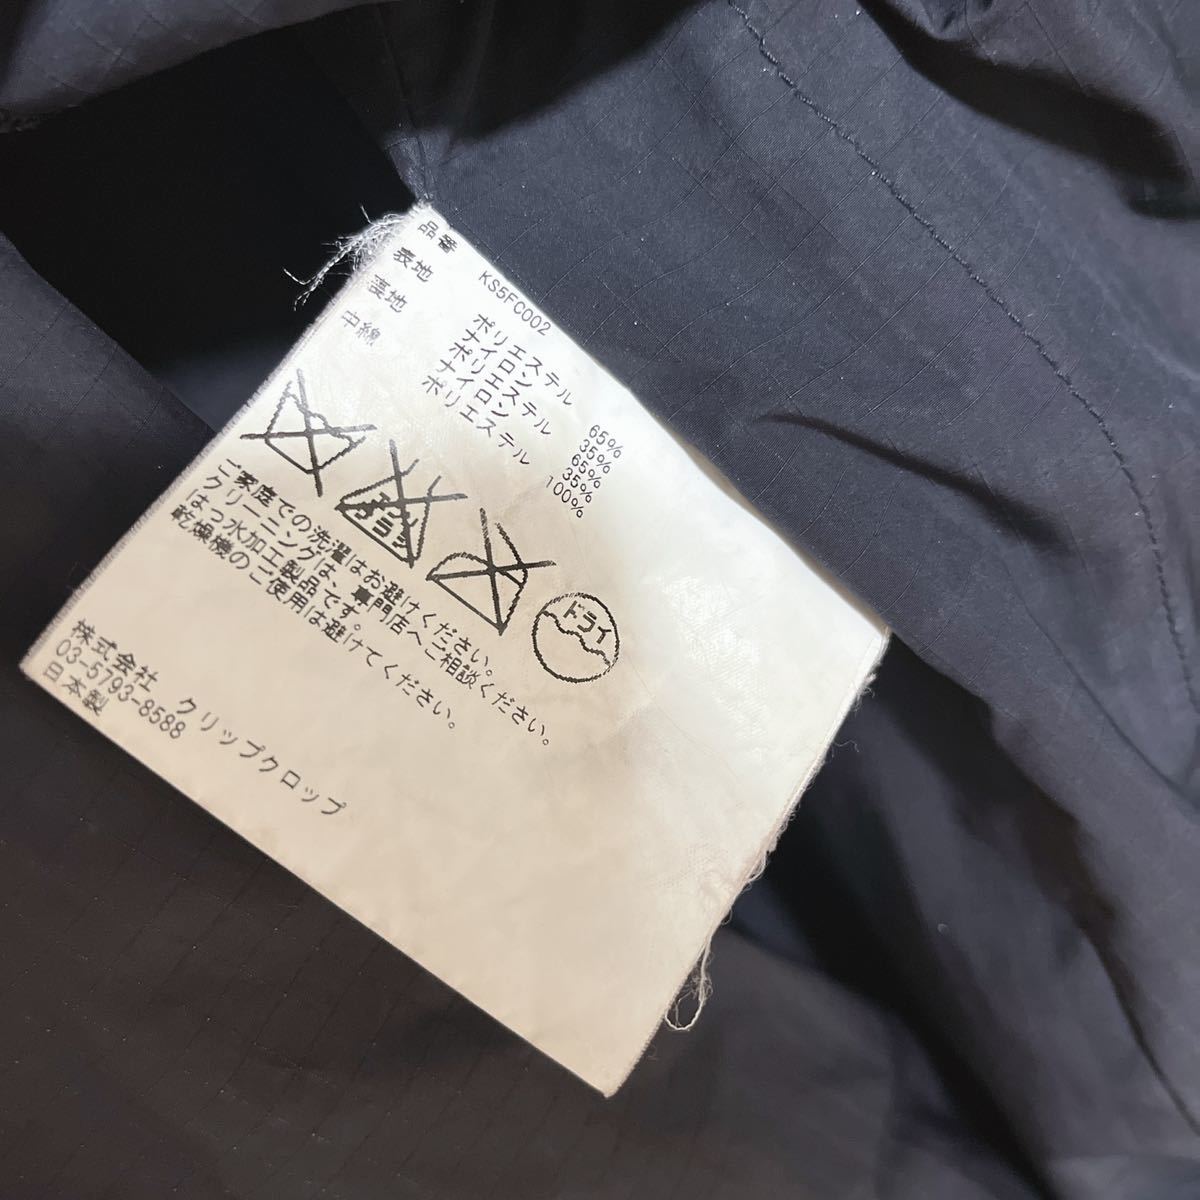 品番 KS5FC002
表地 ポリエステル 65%
ナイロン 35%
裏地 ポリエステル 65%
ナイロン 35%
中綿 ポリエステル 100%
エンソ
サラシ
ドライ
ご家庭での洗濯はお避けください。
クリーニングは、専門店へご相談ください。
はっ水加工製品です。
乾燥機のご使用は避けてください。
株式会社 クリップクロップ
03-5793-8588
日本製